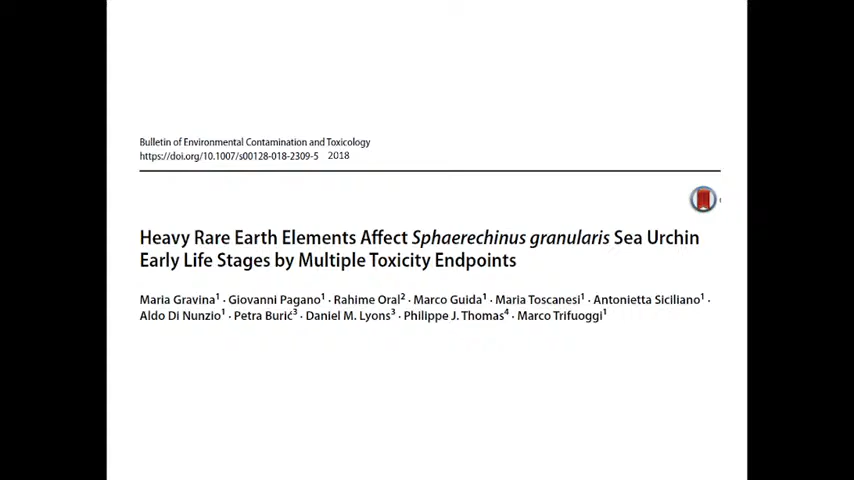 Bulletin of Environmental Contamination and Toxicology
https://doi.org/10.1007/s00128-018-2309-5 2018
Heavy Rare Earth Elements Affect Sphaerechinus granularis Sea Urchin
Early Life Stages by Multiple Toxicity Endpoints
Maria Gravina¹ · Giovanni Pagano¹ · Rahime Oral² · Marco Guida¹ · Maria Toscanesi¹ · Antonietta Siciliano¹ ·
Aldo Di Nunzio¹ · Petra Burić³ · Daniel M. Lyons³ · Philippe J. Thomas⁴ · Marco Trifuoggi¹